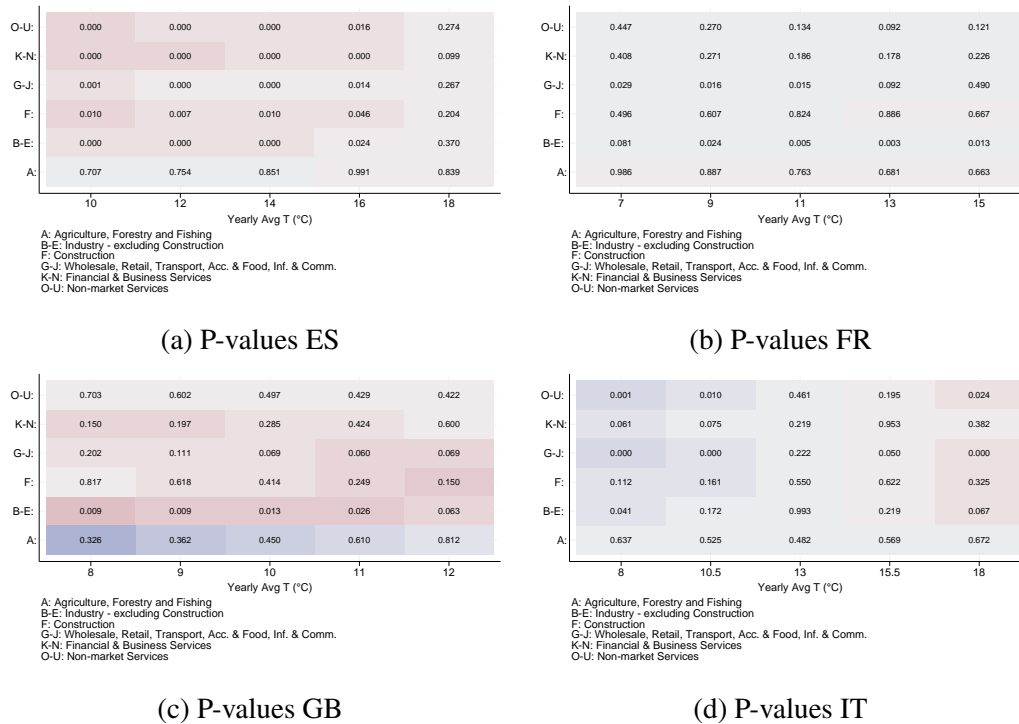 O-U: 0.000 0.000 0.000 0.016 0.274
K-N: 0.000 0.000 0.000 0.000 0.099
G-J: 0.001 0.000 0.000 0.014 0.267
F: 0.010 0.007 0.010 0.046 0.204
B-E: 0.000 0.000 0.000 0.024 0.370
A: 0.707 0.754 0.851 0.991 0.839
10 12 14 16 18
Yearly Avg T (°C)
A: Agriculture, Forestry and Fishing
B-E: Industry - excluding Construction
F: Construction
G-J: Wholesale, Retail, Transport, Acc. & Food, Inf. & Comm.
K-N: Financial & Business Services
O-U: Non-market Services
(a) P-values ES
O-U: 0.447 0.270 0.134 0.092 0.121
K-N: 0.408 0.271 0.186 0.178 0.226
G-J: 0.029 0.016 0.015 0.092 0.490
F: 0.496 0.607 0.824 0.886 0.667
B-E: 0.081 0.024 0.005 0.003 0.013
A: 0.986 0.887 0.763 0.681 0.663
7 9 11 13 15
Yearly Avg T (°C)
A: Agriculture, Forestry and Fishing
B-E: Industry - excluding Construction
F: Construction
G-J: Wholesale, Retail, Transport, Acc. & Food, Inf. & Comm.
K-N: Financial & Business Services
O-U: Non-market Services
(b) P-values FR
O-U: 0.703 0.602 0.497 0.429 0.422
K-N: 0.150 0.197 0.285 0.424 0.600
G-J: 0.202 0.111 0.069 0.060 0.069
F: 0.817 0.618 0.414 0.249 0.150
B-E: 0.009 0.009 0.013 0.026 0.063
A: 0.326 0.362 0.450 0.610 0.812
8 9 10 11 12
Yearly Avg T (°C)
A: Agriculture, Forestry and Fishing
B-E: Industry - excluding Construction
F: Construction
G-J: Wholesale, Retail, Transport, Acc. & Food, Inf. & Comm.
K-N: Financial & Business Services
O-U: Non-market Services
(c) P-values GB
O-U: 0.001 0.010 0.461 0.195 0.024
K-N: 0.061 0.075 0.219 0.953 0.382
G-J: 0.000 0.000 0.222 0.050 0.000
F: 0.112 0.161 0.550 0.622 0.325
B-E: 0.041 0.172 0.993 0.219 0.067
A: 0.637 0.525 0.482 0.569 0.672
8 10.5 13 15.5 18
Yearly Avg T (°C)
A: Agriculture, Forestry and Fishing
B-E: Industry - excluding Construction
F: Construction
G-J: Wholesale, Retail, Transport, Acc. & Food, Inf. & Comm.
K-N: Financial & Business Services
O-U: Non-market Services
(d) P-values IT